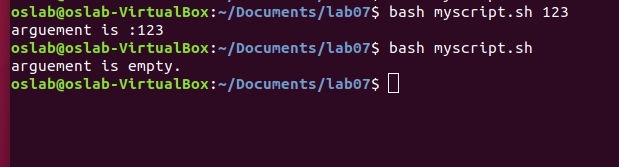 oslab@oslab-VirtualBox:~/Documents/lab07$ bash myscript.sh 123
arguement is :123
oslab@oslab-VirtualBox:~/Documents/lab07$ bash myscript.sh
arguement is empty.
oslab@oslab-VirtualBox:~/Documents/lab07$